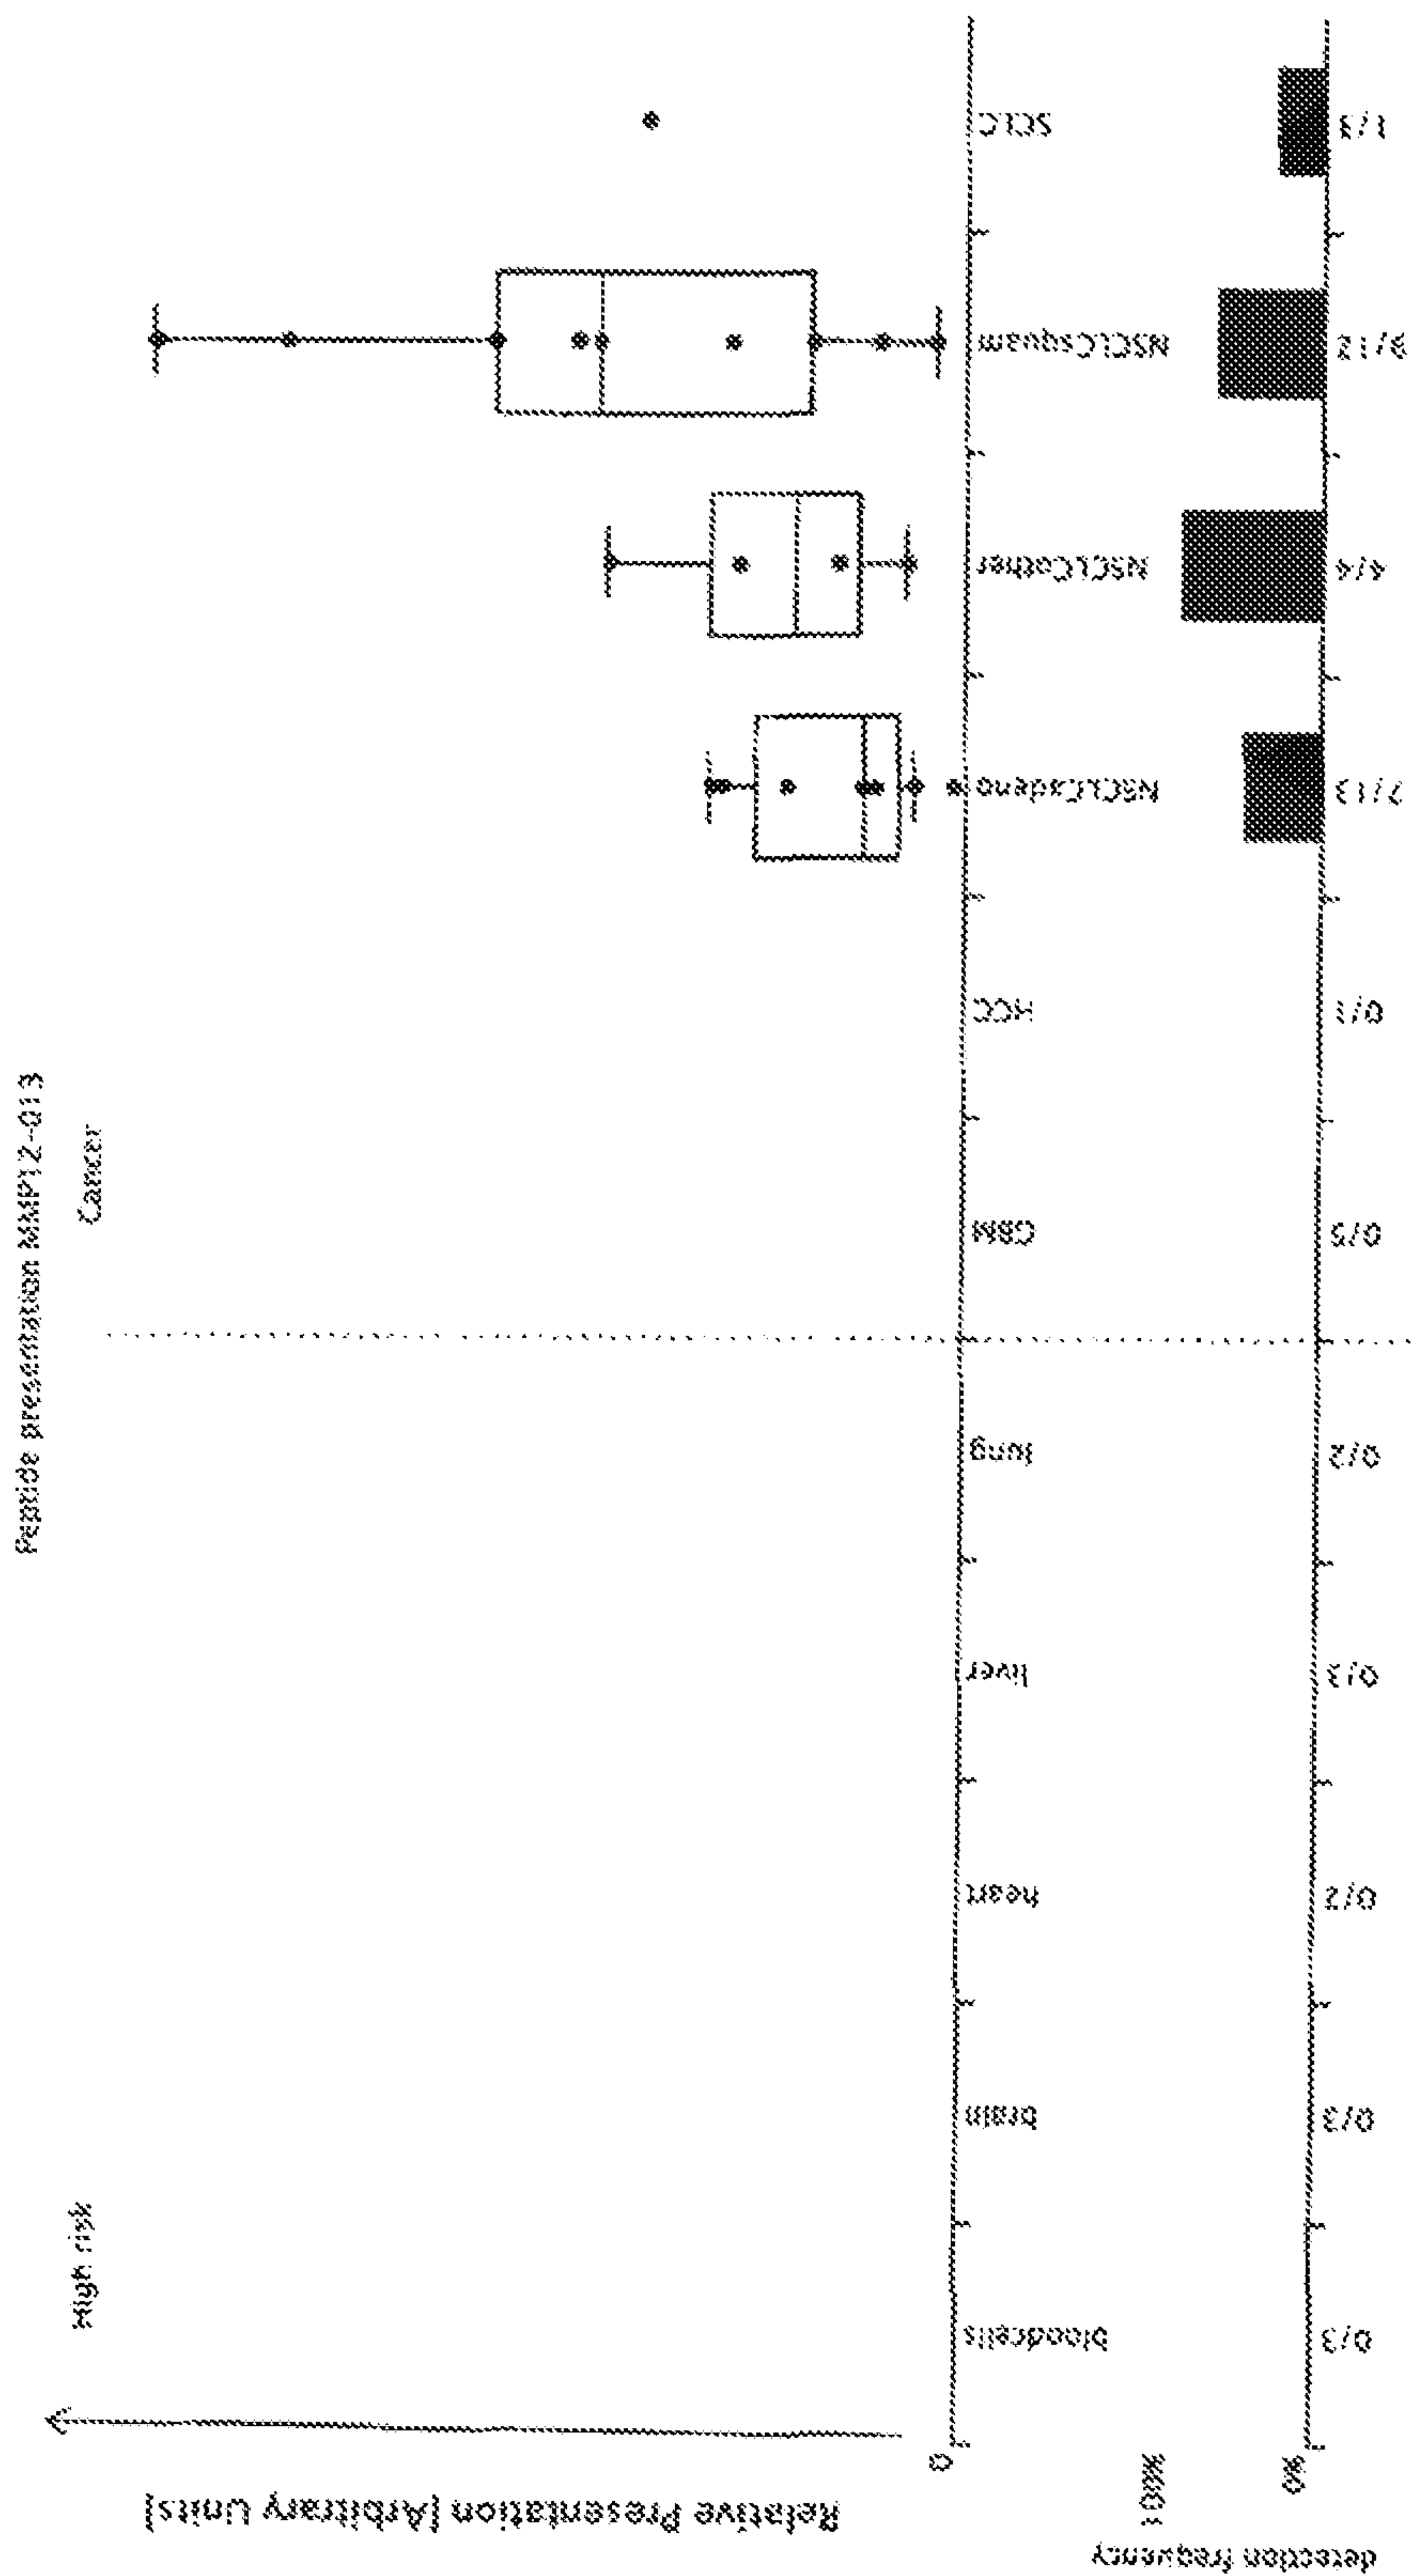 Peptide presentation MMP12-013
High risk
Cancer
Relative Presentation [Arbitrary Units]
0
bloodcells
brain
heart
liver
lung
GBM
HCC
NSCLCadeno
NSCLCother
NSCLCsquam
SCLC
detection frequency
100%
%0
0/3
0/3
0/2
0/3
0/2
0/5
0/1
7/13
4/4
9/12
1/3